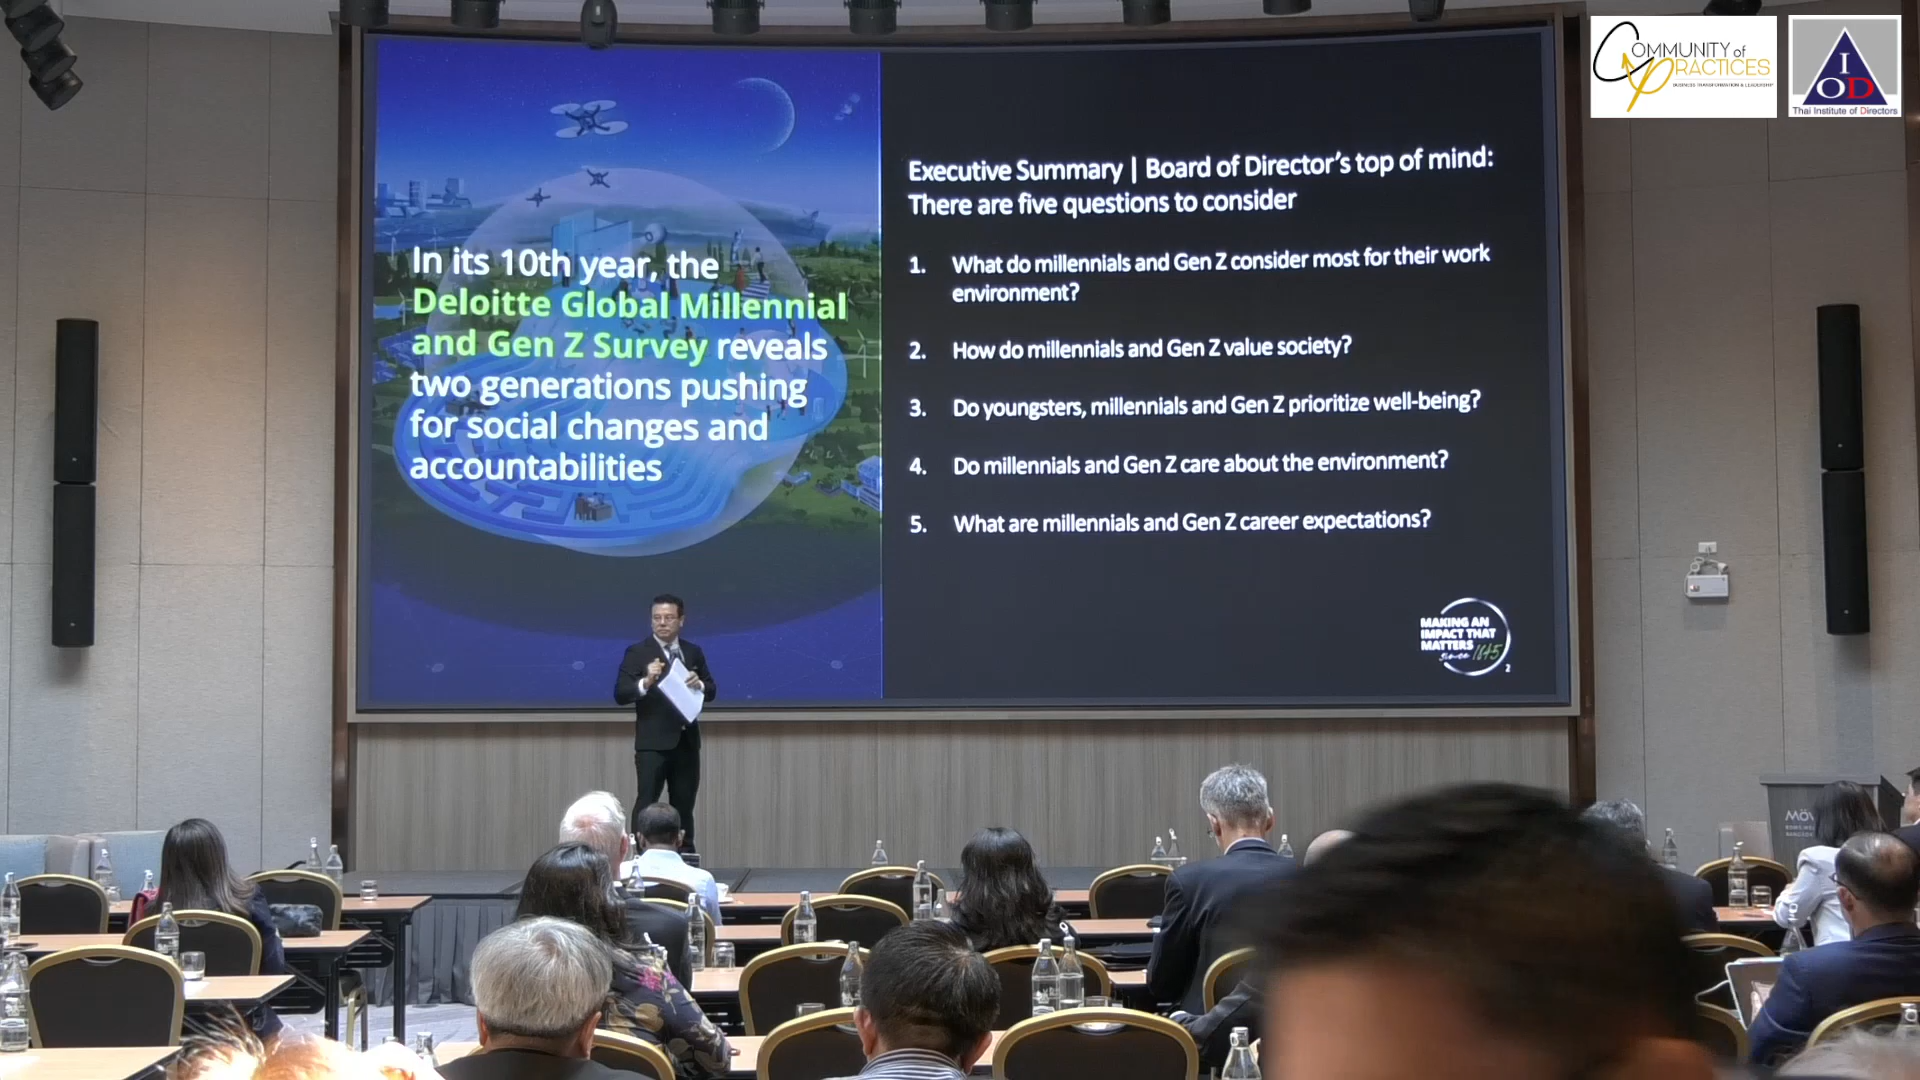 COMMUNITY of
PRACTICES
BUSINESS TRANSFORMATION & LEADERSHIP
IOD
Thai Institute of Directors
In its 10th year, the
Deloitte Global Millennial
and Gen Z Survey reveals
two generations pushing
for social changes and
accountabilities
Executive Summary | Board of Director's top of mind:
There are five questions to consider
1. What do millennials and Gen Z consider most for their work
environment?
2. How do millennials and Gen Z value society?
3. Do youngsters, millennials and Gen Z prioritize well-being?
4. Do millennials and Gen Z care about the environment?
5. What are millennials and Gen Z career expectations?
MAKING AN
IMPACT THAT
MATTERS
since 1845
2